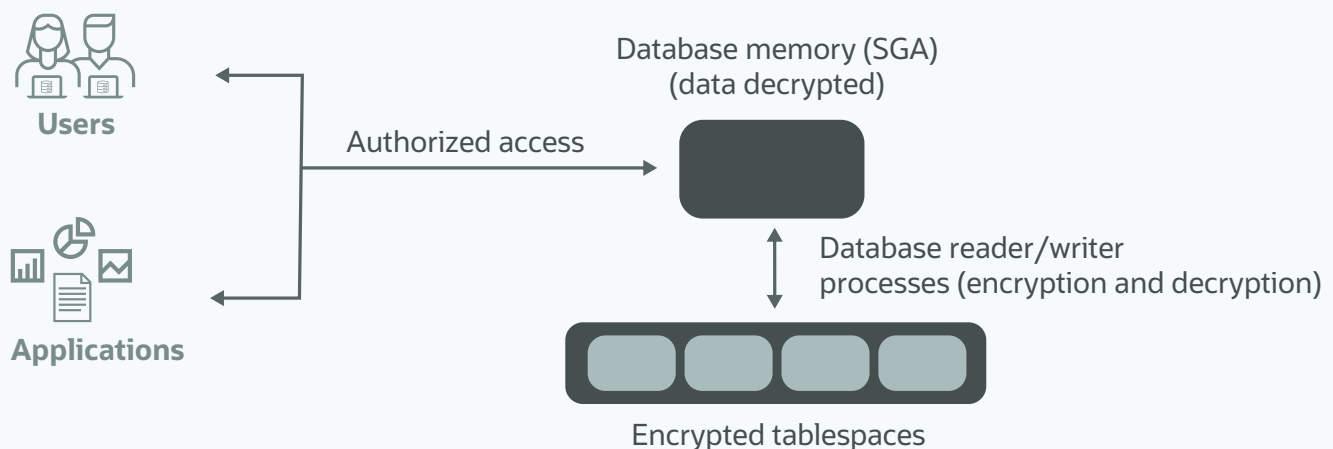 Users
Applications
Authorized access
Database memory (SGA)
(data decrypted)
Database reader/writer
processes (encryption and decryption)
Encrypted tablespaces